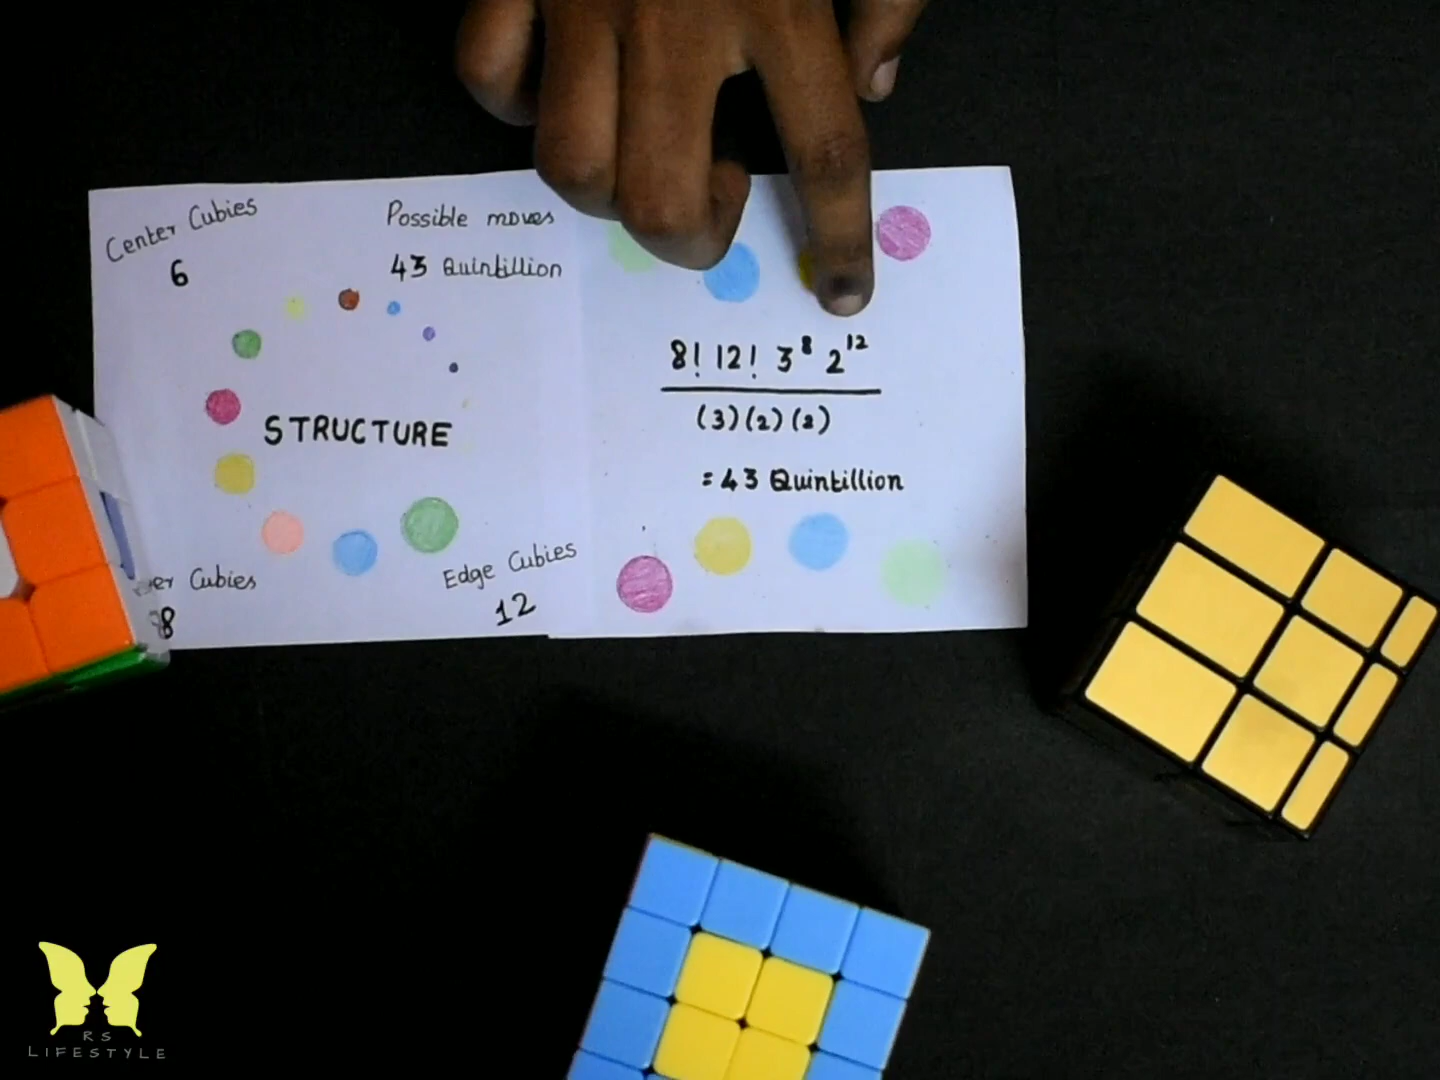 Center Cubies
6
Possible moves
43 Quintillion
STRUCTURE
Cubies
8
Edge Cubies
12
8! 12! 3⁸ 2¹²
(3)(2)(2)
= 43 Quintillion
RS
LIFESTYLE